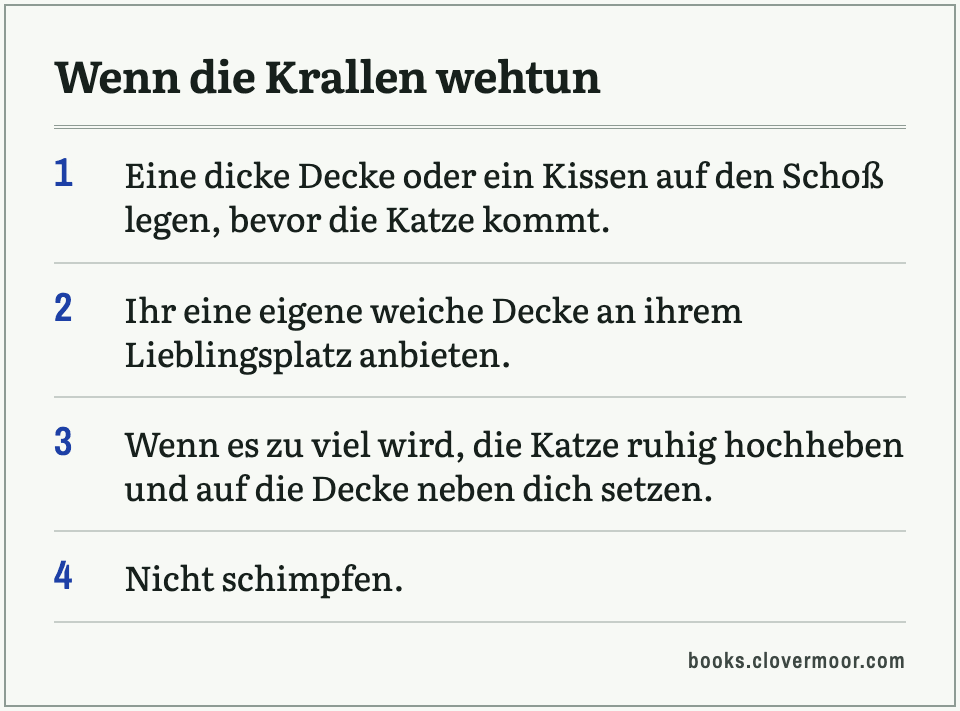 Wenn die Krallen wehtun
1
Eine dicke Decke oder ein Kissen auf den Schoß
legen, bevor die Katze kommt.
2
Ihr eine eigene weiche Decke an ihrem
Lieblingsplatz anbieten.
3
Wenn es zu viel wird, die Katze ruhig hochheben
und auf die Decke neben dich setzen.
4
Nicht schimpfen.
books.clovermoor.com